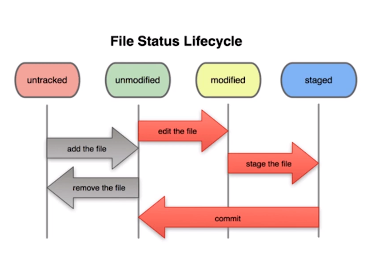 File Status Lifecycle
untracked
unmodified
modified
staged
edit the file
add the file
stage the file
remove the file
commit